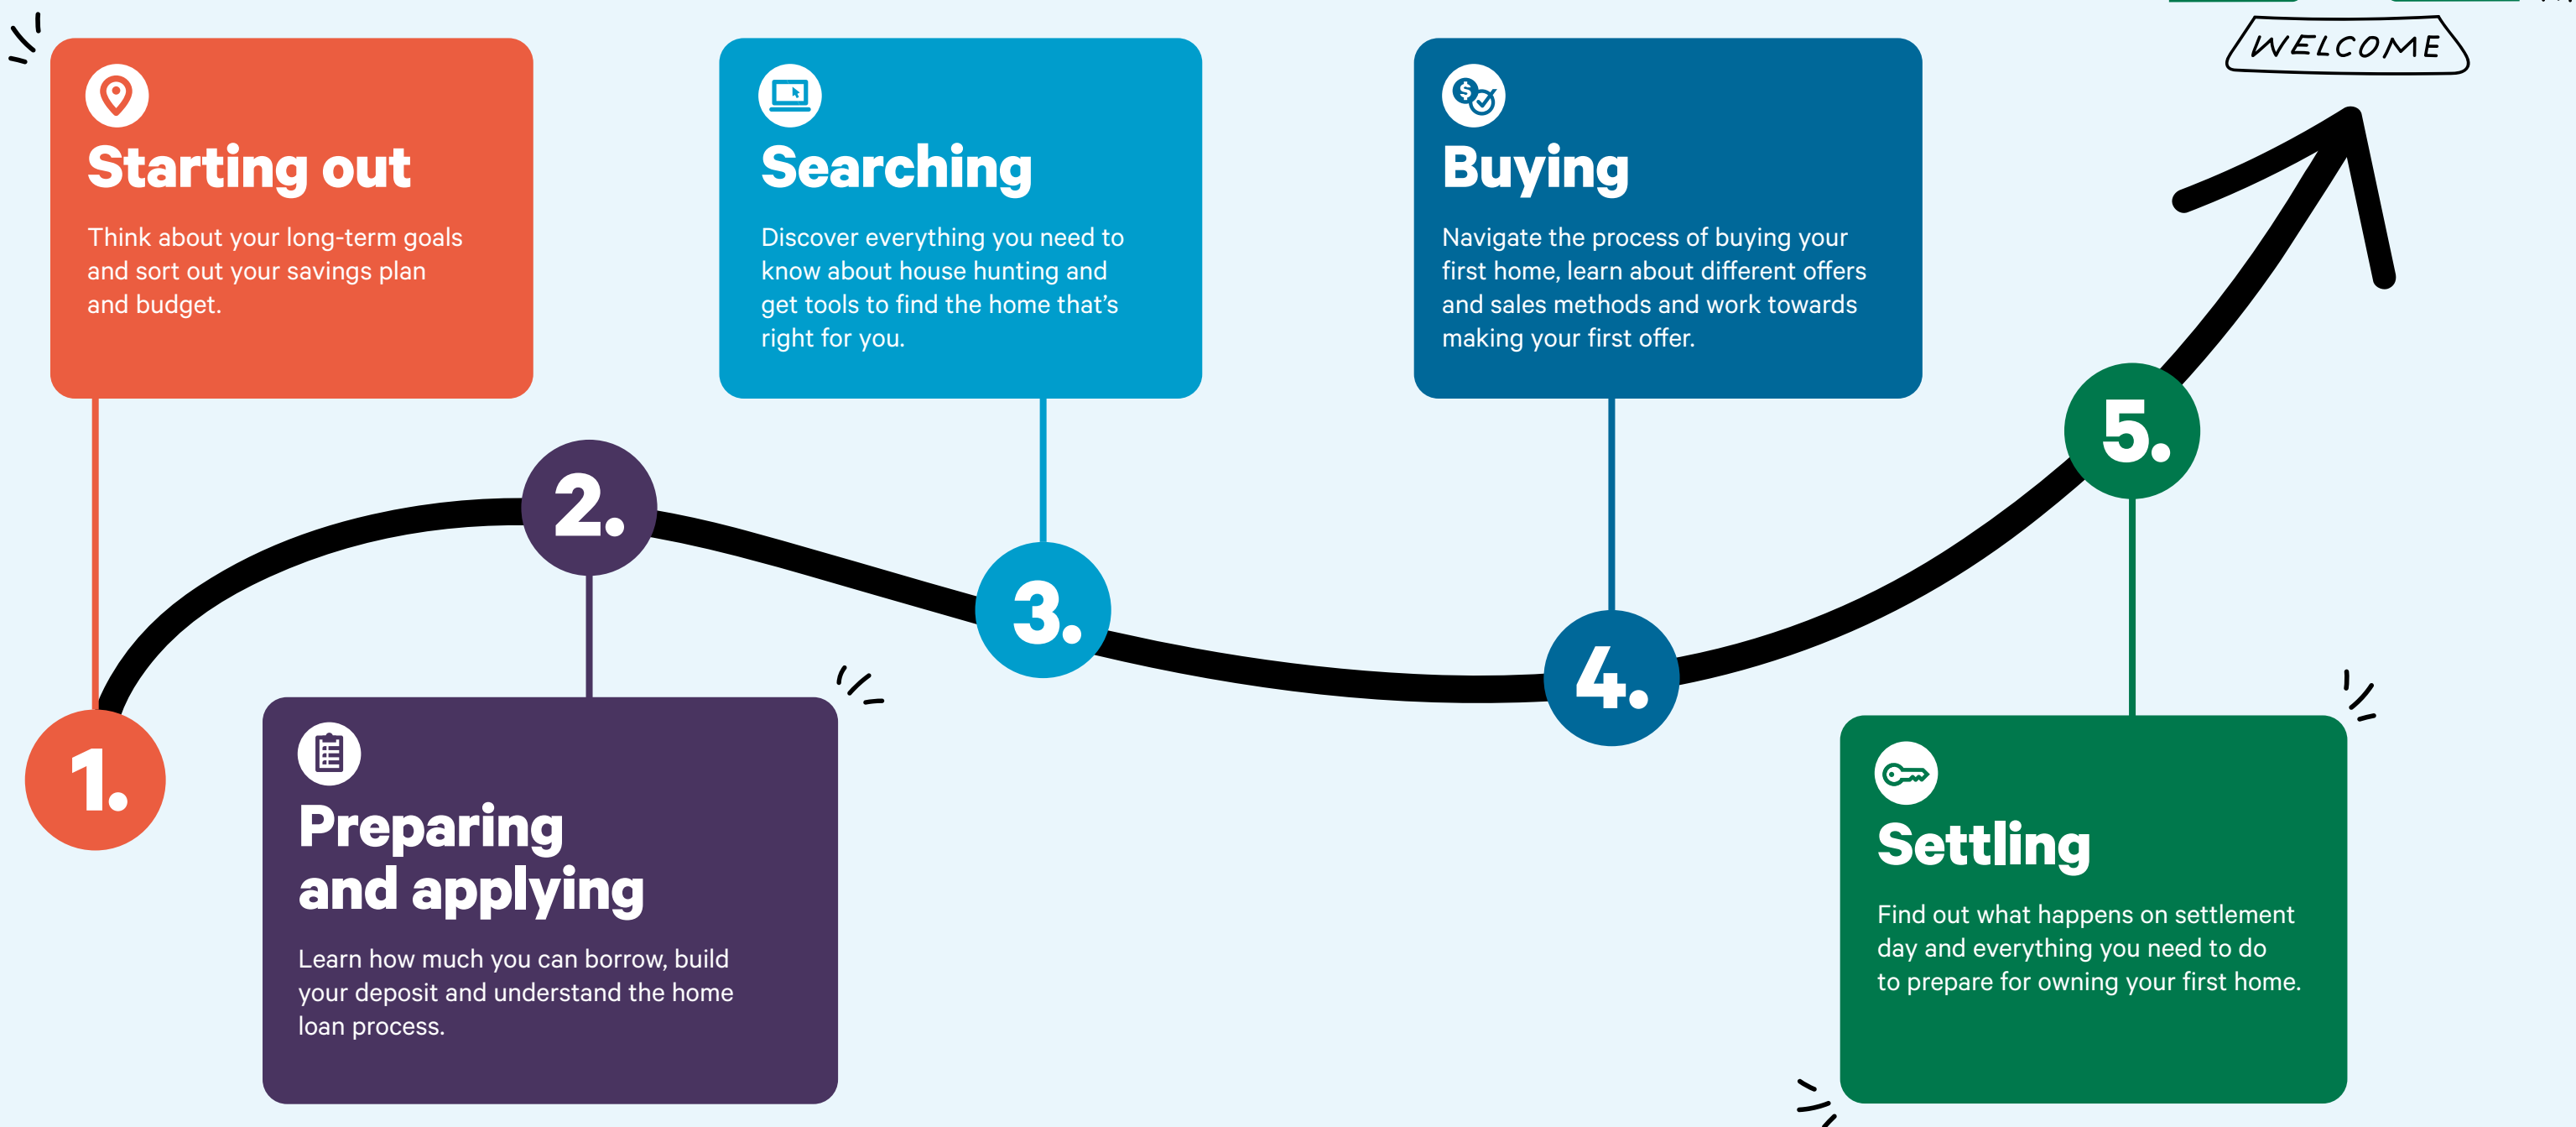 WELCOME
1.
Starting out
Think about your long-term goals
and sort out your savings plan
and budget.
2.
Preparing
and applying
Learn how much you can borrow, build
your deposit and understand the home
loan process.
3.
Searching
Discover everything you need to
know about house hunting and
get tools to find the home that’s
right for you.
4.
Buying
Navigate the process of buying your
first home, learn about different offers
and sales methods and work towards
making your first offer.
5.
Settling
Find out what happens on settlement
day and everything you need to do
to prepare for owning your first home.